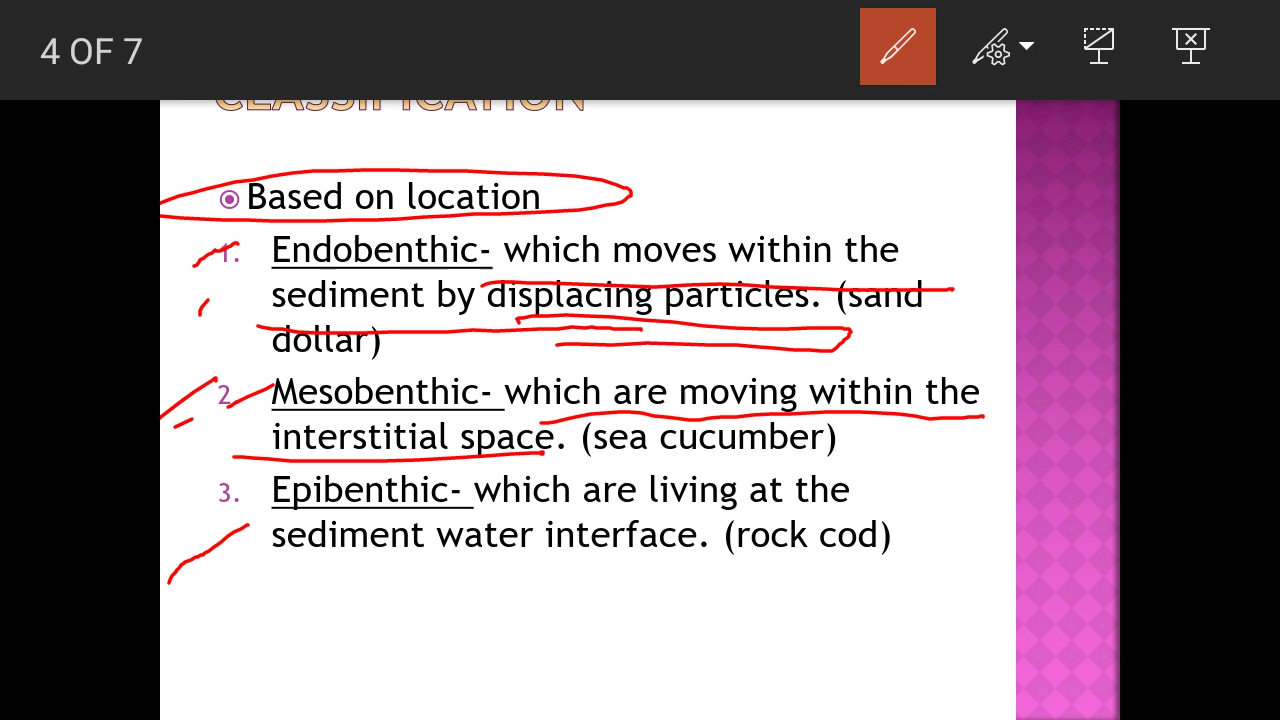 4 OF 7
CLASSIFICATION
Based on location
1. Endobenthic- which moves within the
sediment by displacing particles. (sand
dollar)
2. Mesobenthic- which are moving within the
interstitial space. (sea cucumber)
3. Epibenthic- which are living at the
sediment water interface. (rock cod)